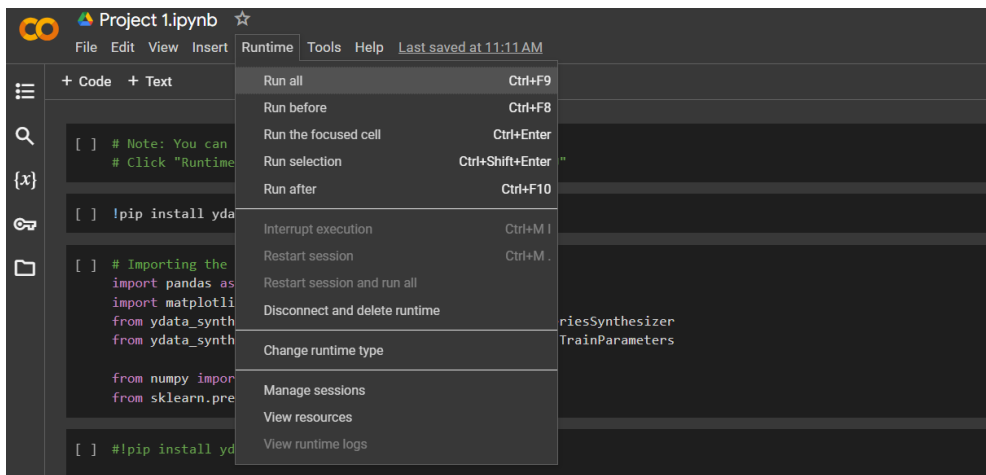 Project 1.ipynb
File Edit View Insert Runtime Tools Help Last saved at 11:11 AM
+ Code + Text
Run all Ctrl+F9
Run before Ctrl+F8
Run the focused cell Ctrl+Enter
Run selection Ctrl+Shift+Enter
Run after Ctrl+F10
Interrupt execution Ctrl+M I
Restart session Ctrl+M .
Restart session and run all
Disconnect and delete runtime
Change runtime type
Manage sessions
View resources
View runtime logs
{x}
[ ] # Note: You can
# Click "Runtime "
[ ] !pip install yda
[ ] # Importing the
import pandas as
import matplotli
from ydata_synth riesSynthesizer
from ydata_synth TrainParameters
from numpy impor
from sklearn.pre
[ ] #!pip install yd